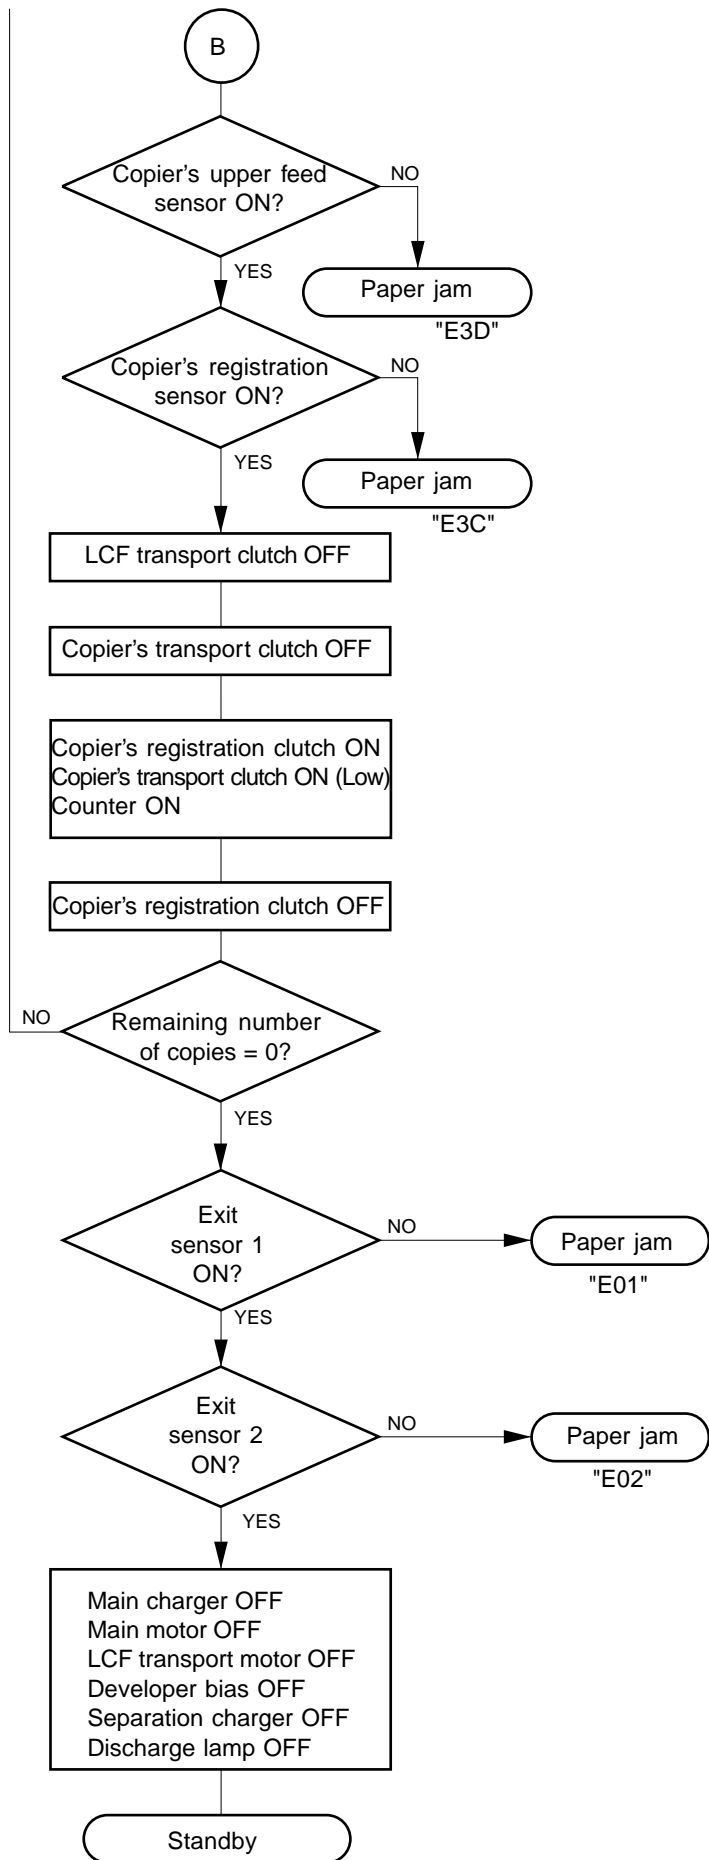 B
Copier's upper feed
sensor ON?
NO
YES
Paper jam
"E3D"
Copier's registration
sensor ON?
NO
YES
Paper jam
"E3C"
LCF transport clutch OFF
Copier's transport clutch OFF
Copier's registration clutch ON
Copier's transport clutch ON (Low)
Counter ON
Copier's registration clutch OFF
NO
Remaining number
of copies = 0?
YES
Exit
sensor 1
ON?
NO
Paper jam
"E01"
YES
Exit
sensor 2
ON?
NO
Paper jam
"E02"
YES
Main charger OFF
Main motor OFF
LCF transport motor OFF
Developer bias OFF
Separation charger OFF
Discharge lamp OFF
Standby